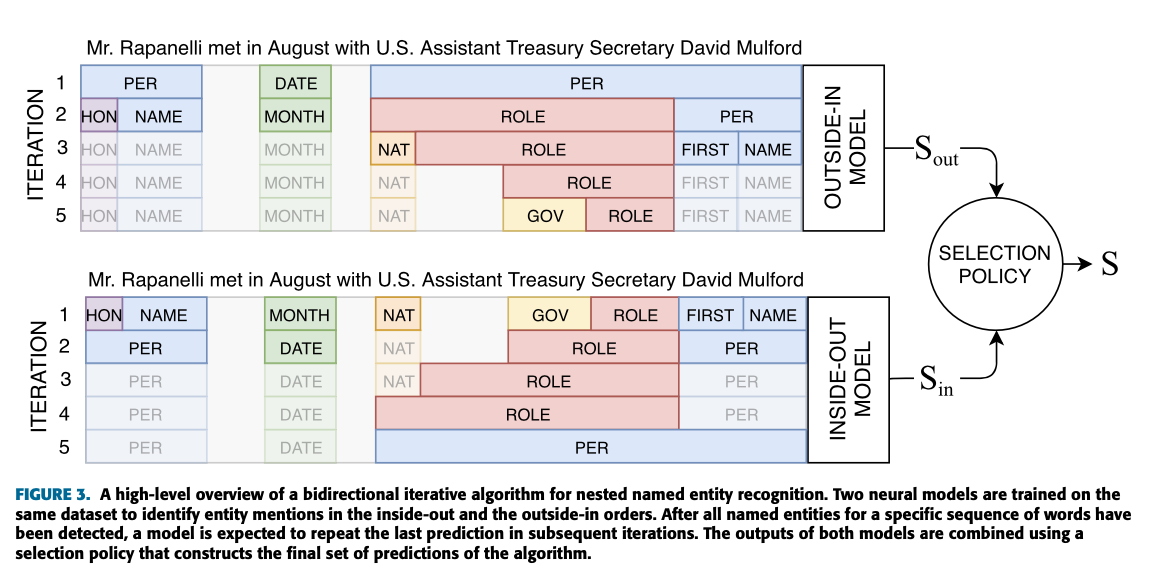 Mr. Rapanelli met in August with U.S. Assistant Treasury Secretary David Mulford
ITERATION
1 PER DATE PER
2 HON NAME MONTH ROLE PER
3 HON NAME MONTH NAT ROLE FIRST NAME
4 HON NAME MONTH NAT ROLE FIRST NAME
5 HON NAME MONTH NAT GOV ROLE FIRST NAME
OUTSIDE-IN
MODEL
Sout
SELECTION
POLICY
S
Mr. Rapanelli met in August with U.S. Assistant Treasury Secretary David Mulford
ITERATION
1 HON NAME MONTH NAT GOV ROLE FIRST NAME
2 PER DATE NAT ROLE PER
3 PER DATE NAT ROLE PER
4 PER DATE ROLE PER
5 PER DATE PER
INSIDE-OUT
MODEL
Sin
FIGURE 3. A high-level overview of a bidirectional iterative algorithm for nested named entity recognition. Two neural models are trained on the
same dataset to identify entity mentions in the inside-out and the outside-in orders. After all named entities for a specific sequence of words have
been detected, a model is expected to repeat the last prediction in subsequent iterations. The outputs of both models are combined using a
selection policy that constructs the final set of predictions of the algorithm.